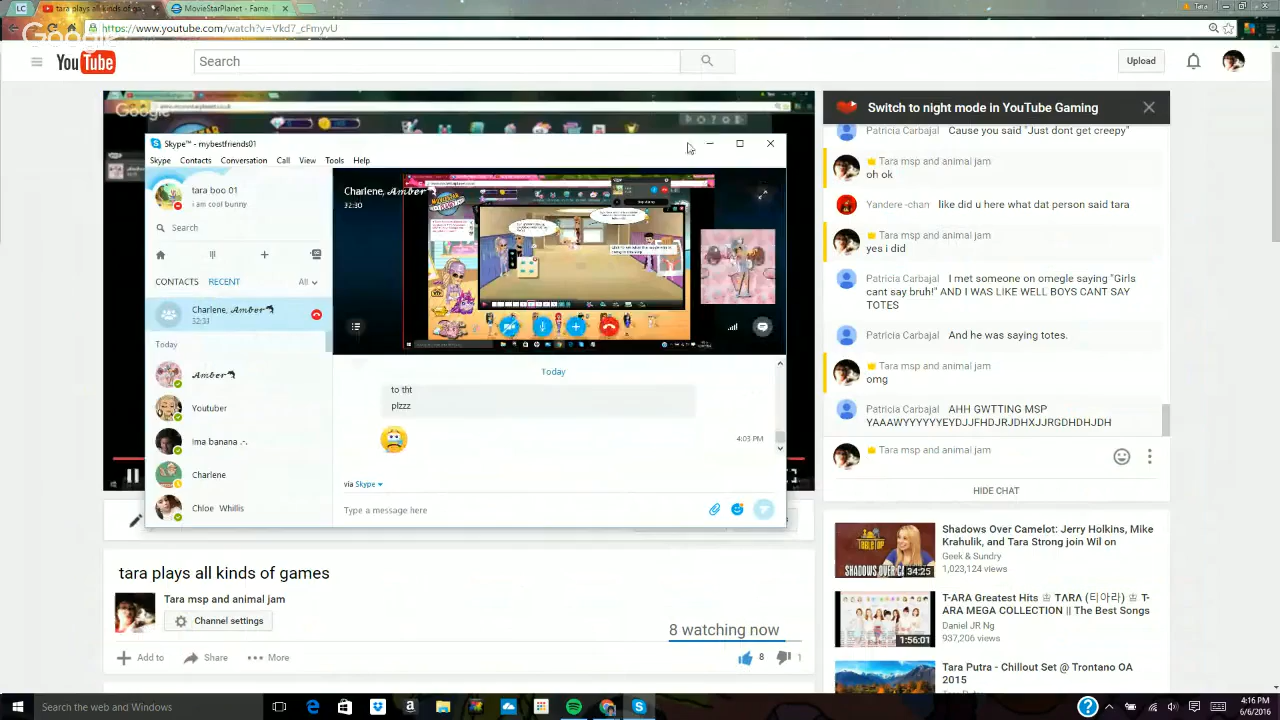 LC
tara plays all kinds of ga
MovieStarPlanet - Fame,
Tara
https://www.youtube.com/watch?v=Vkd7_cFmyvU
YouTube
Search
Upload
Google
Switch to night mode in YouTube Gaming
Skype™ - mybestfriends01
Skype Contacts Conversation Call View Tools Help
tara boo 01
i am cool bunny
Search
CONTACTS RECENT
All
Charlene, Amber
32:31
Today
Amber
Youtuber
Ima banana .-.
Charlene
Chloe Whillis
Charlene, Amber
32:30
Today
to tht
plzzz
4:03 PM
via Skype
Type a message here
Patricia Carbajal Cause you said "Just dont get creepy"
Tara msp and animal jam
oh ok
Yandere -chan like did u here what dat person said tara
Tara msp and animal jam
yes i did
Patricia Carbajal I met someone on omegle saying "Girls
cant say bruh!" AND I WAS LIKE WELL BOYS CANT SAY
TOTES
Patricia Carbajal And he was saying totes.
Tara msp and animal jam
omg
Patricia Carbajal AHH GWTTING MSP
YAAAWYYYYYYEYDJJFHDJRJDHXJJRGDHDHJDH
Tara msp and animal jam
HIDE CHAT
tara plays all kinds of games
Tara msp and animal jam
Channel settings
8 watching now
Add to Share More
8 1
Shadows Over Camelot: Jerry Holkins, Mike
Krahulik, and Tara Strong join Wil on
Geek & Sundry
1,023,124 views
TABLETOP
SHADOWS OVER CA
34:25
T-ARA Greatest Hits ♕ TΛRΛ (티아라) ♕ T-
ARA MEGA COLLECTION || The Best Songs
Daniel JR Ng
937,206 views
1:56:01
Tara Putra - Chillout Set @ Trontano OA
2015
Search the web and Windows
4:16 PM
6/6/2016